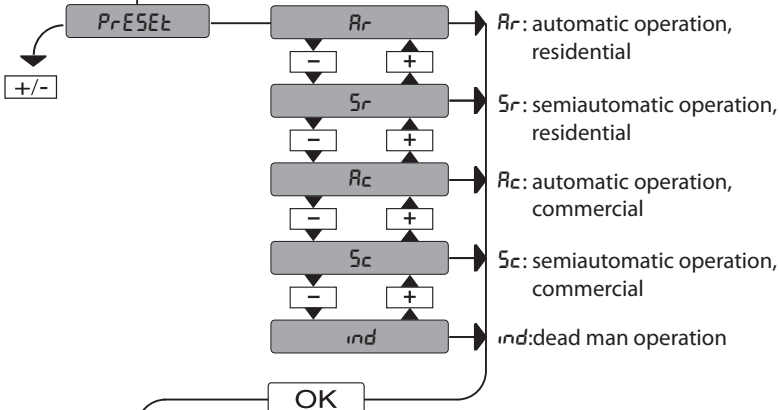 PrESEt
Ar
Ar: automatic operation,
residential
+/-
- +
Sr
Sr: semiautomatic operation,
residential
- +
Ac
Ac: automatic operation,
commercial
- +
Sc
Sc: semiautomatic operation,
commercial
- +
ind
ind:dead man operation
OK